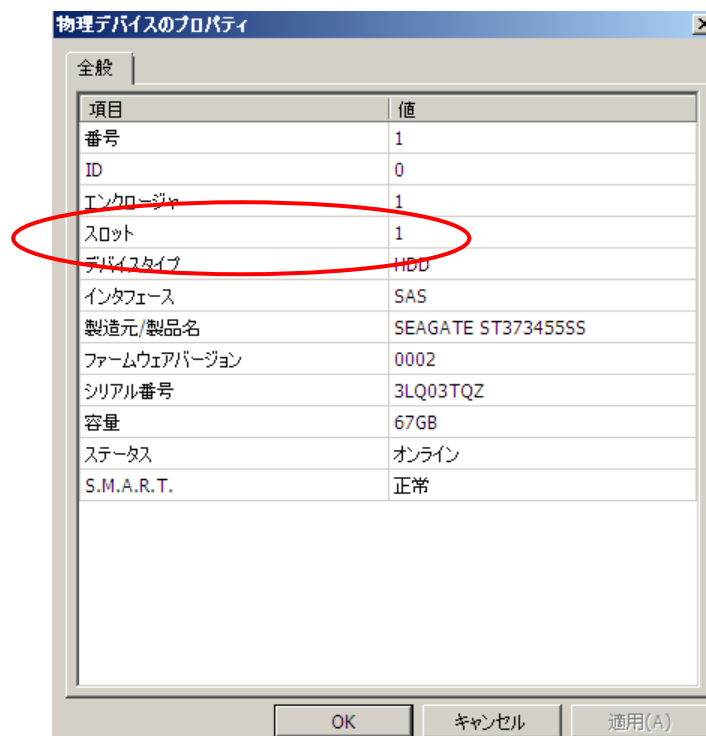 物理デバイスのプロパティ
全般
項目 値
番号 1
ID 0
エンクロージャ 1
スロット 1
デバイスタイプ HDD
インタフェース SAS
製造元/製品名 SEAGATE ST373455SS
ファームウェアバージョン 0002
シリアル番号 3LQ03TQZ
容量 67GB
ステータス オンライン
S.M.A.R.T. 正常
OK キャンセル 適用(A)